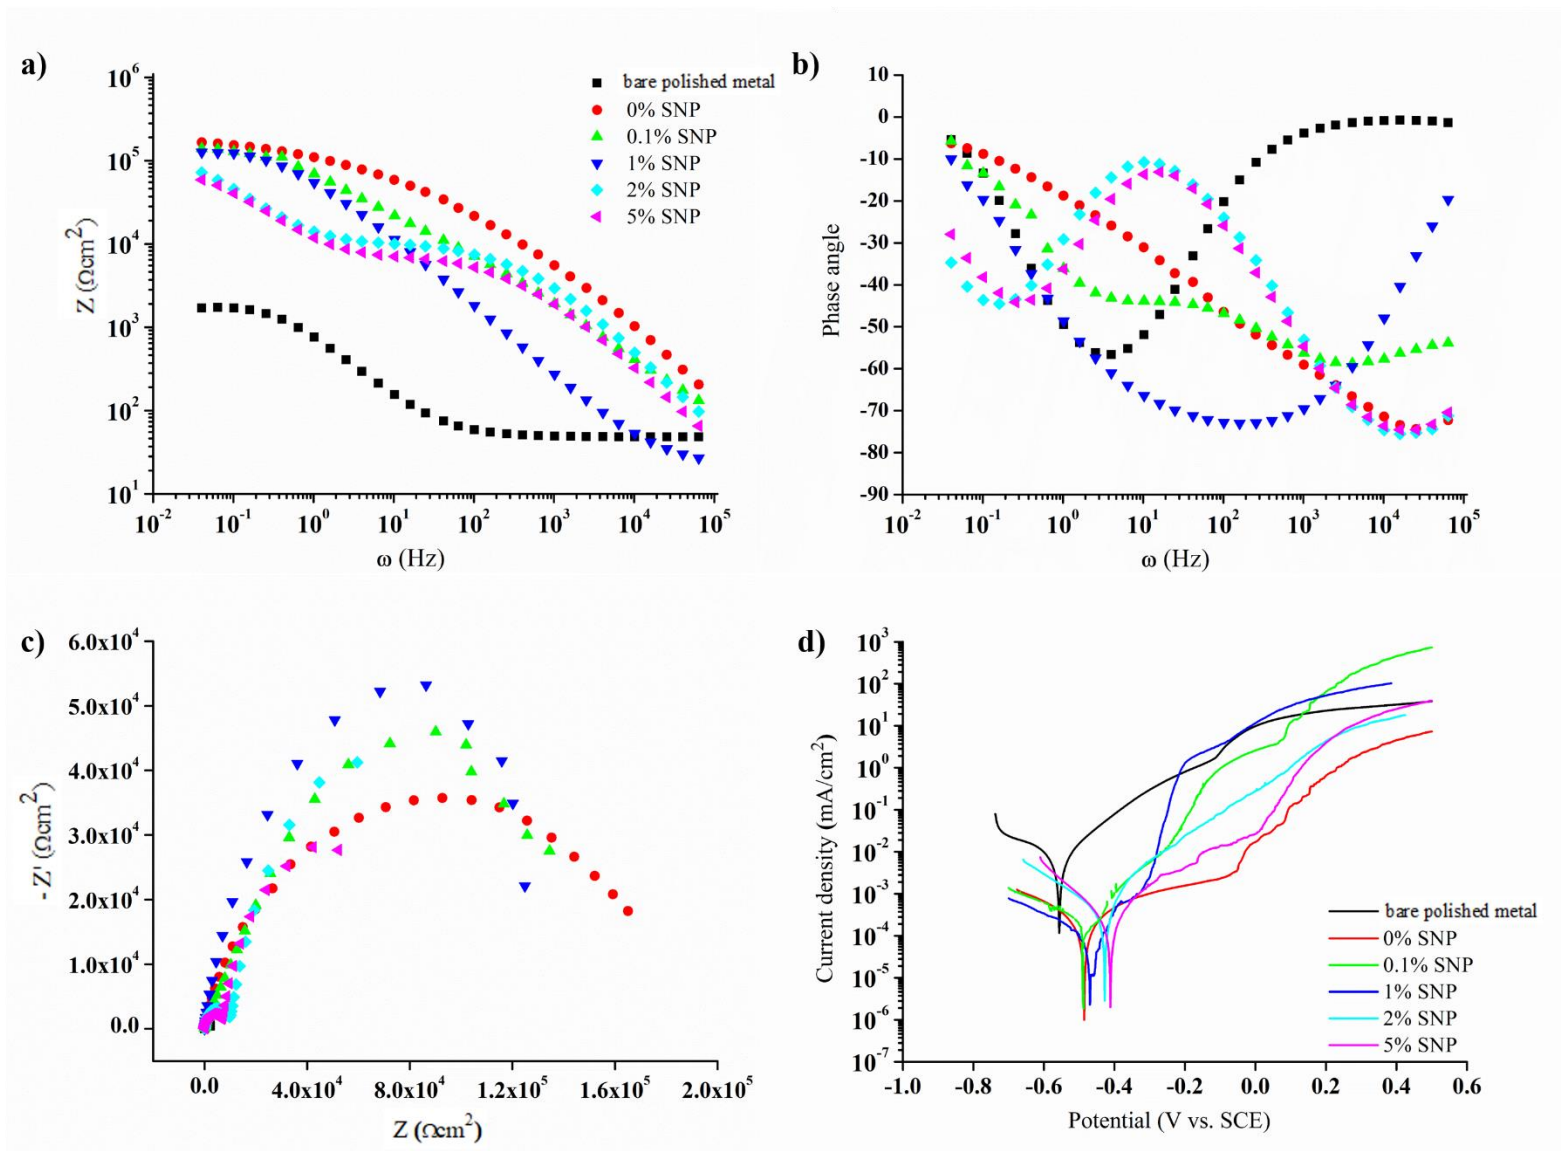 a)
10^6
10^5
10^4
10^3
10^2
10^1
Z (Ωcm^2)
10^-2 10^-1 10^0 10^1 10^2 10^3 10^4 10^5
ω (Hz)
bare polished metal
0% SNP
0.1% SNP
1% SNP
2% SNP
5% SNP
b)
10
0
-10
-20
-30
-40
-50
-60
-70
-80
-90
Phase angle
10^-2 10^-1 10^0 10^1 10^2 10^3 10^4 10^5
ω (Hz)
c)
6.0x10^4
5.0x10^4
4.0x10^4
3.0x10^4
2.0x10^4
1.0x10^4
0.0
-Z' (Ωcm^2)
0.0 4.0x10^4 8.0x10^4 1.2x10^5 1.6x10^5 2.0x10^5
Z (Ωcm^2)
d)
10^3
10^2
10^1
10^0
10^-1
10^-2
10^-3
10^-4
10^-5
10^-6
10^-7
Current density (mA/cm^2)
-1.0 -0.8 -0.6 -0.4 -0.2 0.0 0.2 0.4 0.6
Potential (V vs. SCE)
bare polished metal
0% SNP
0.1% SNP
1% SNP
2% SNP
5% SNP